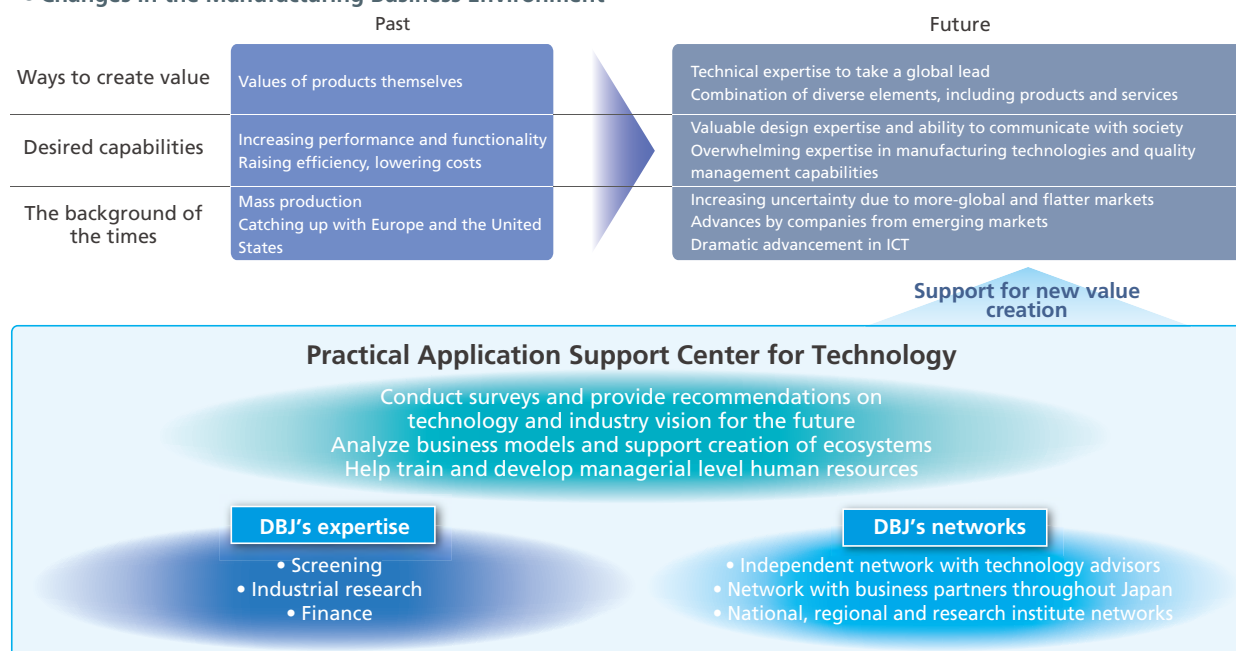 • Changes in the Manufacturing Business Environment
Past
Future
Ways to create value
Values of products themselves
Technical expertise to take a global lead
Combination of diverse elements, including products and services
Desired capabilities
Increasing performance and functionality
Raising efficiency, lowering costs
Valuable design expertise and ability to communicate with society
Overwhelming expertise in manufacturing technologies and quality
management capabilities
The background of
the times
Mass production
Catching up with Europe and the United
States
Increasing uncertainty due to more-global and flatter markets
Advances by companies from emerging markets
Dramatic advancement in ICT
Support for new value
creation
Practical Application Support Center for Technology
Conduct surveys and provide recommendations on
technology and industry vision for the future
Analyze business models and support creation of ecosystems
Help train and develop managerial level human resources
DBJ's expertise
• Screening
• Industrial research
• Finance
DBJ's networks
• Independent network with technology advisors
• Network with business partners throughout Japan
• National, regional and research institute networks